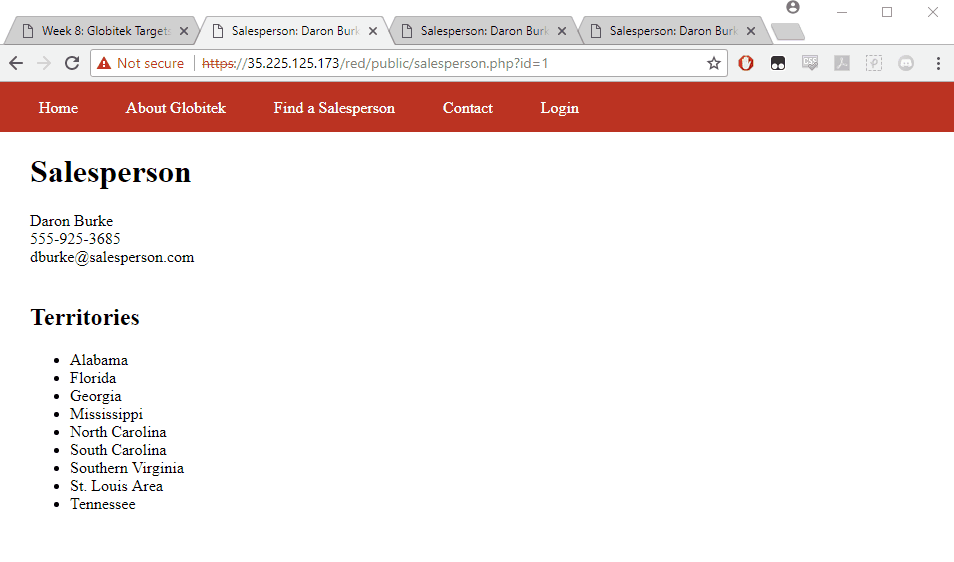 Week 8: Globitek Targets
Salesperson: Daron Burk
Salesperson: Daron Burk
Salesperson: Daron Burk
Not secure https://35.225.125.173/red/public/salesperson.php?id=1
Home About Globitek Find a Salesperson Contact Login
Salesperson
Daron Burke
555-925-3685
dburke@salesperson.com
Territories
Alabama
Florida
Georgia
Mississippi
North Carolina
South Carolina
Southern Virginia
St. Louis Area
Tennessee